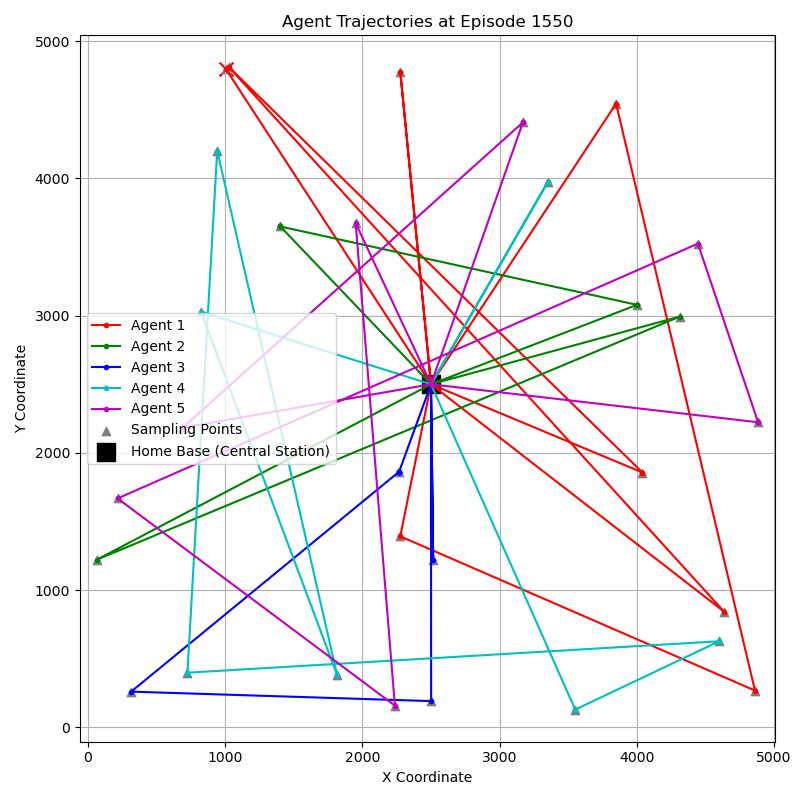 Agent Trajectories at Episode 1550
Y Coordinate
5000
4000
3000
2000
1000
0
Agent 1
Agent 2
Agent 3
Agent 4
Agent 5
Sampling Points
Home Base (Central Station)
0 1000 2000 3000 4000 5000
X Coordinate